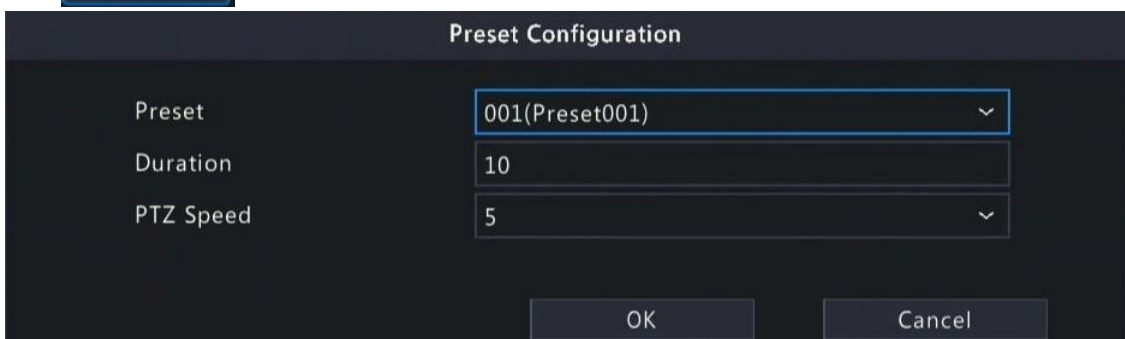 Preset Configuration
Preset 001(Preset001)
Duration 10
PTZ Speed 5
OK Cancel